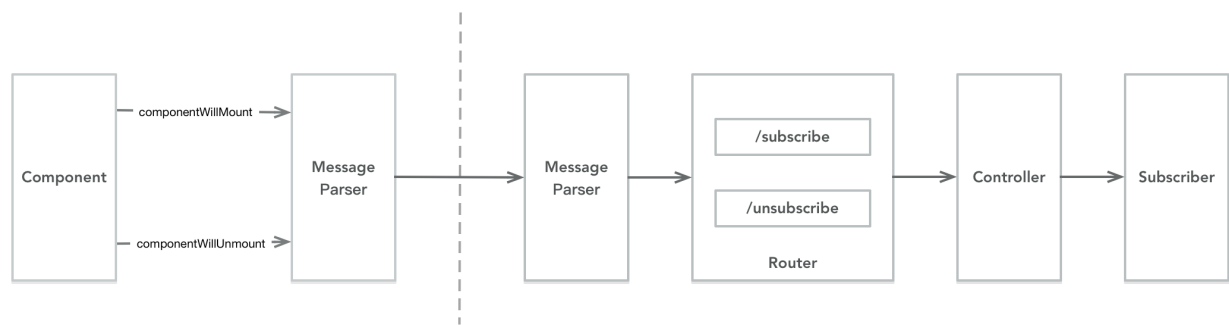 componentWillMount
Component
componentWillUnmount
Message
Parser
Message
Parser
/subscribe
/unsubscribe
Router
Controller
Subscriber